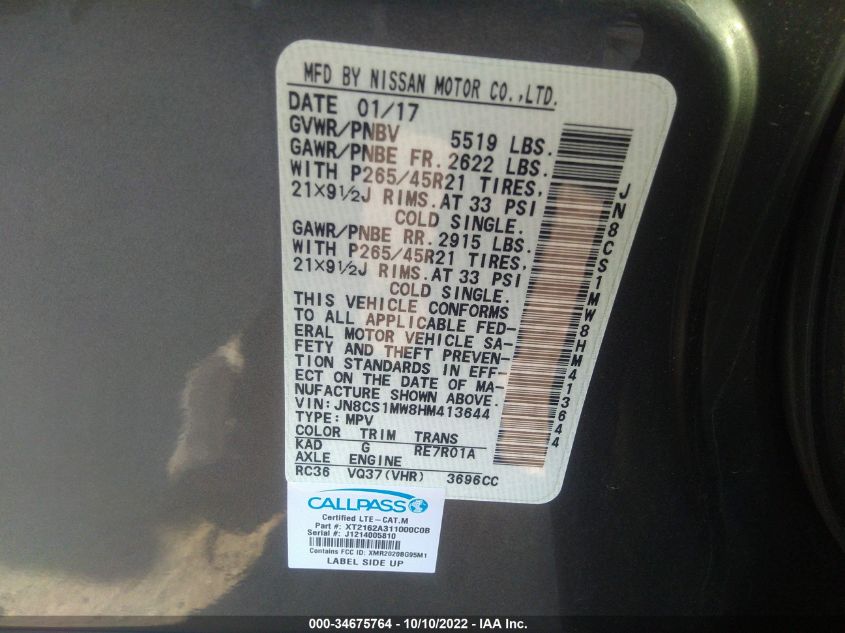 MFD BY NISSAN MOTOR CO.,LTD.
DATE 01/17
GVWR/PNBV 5519 LBS.
GAWR/PNBE FR. 2622 LBS.
WITH P265/45R21 TIRES,
21X9½J RIMS.AT 33 PSI
COLD SINGLE.
GAWR/PNBE RR. 2915 LBS.
WITH P265/45R21 TIRES,
21X9½J RIMS.AT 33 PSI
COLD SINGLE.
THIS VEHICLE CONFORMS
TO ALL APPLICABLE FED-
ERAL MOTOR VEHICLE SA-
FETY AND THEFT PREVEN-
TION STANDARDS IN EFF-
ECT ON THE DATE OF MA-
NUFACTURE SHOWN ABOVE.
VIN: JN8CS1MW8HM413644
TYPE: MPV
COLOR TRIM TRANS
KAD G RE7R01A
AXLE ENGINE
RC36 VQ37(VHR) 3696CC
JN8CS1MW8HM413644
CALLPASS
Certified LTE-CAT.M
Part #: XT2162A311000C0B
Serial #: J1214005810
Contains FCC ID: XMR2020BG95M1
LABEL SIDE UP
000-34675764 - 10/10/2022 - IAA Inc.